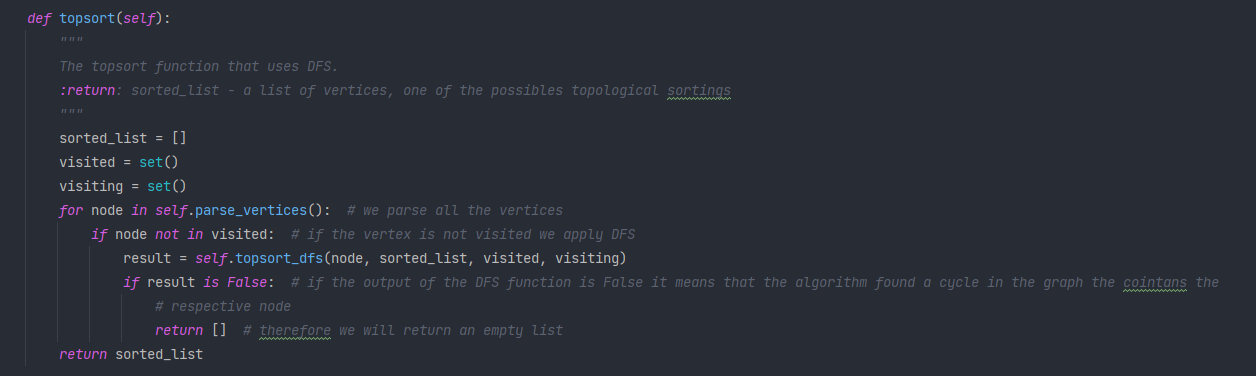 def topsort(self):
"""
The topsort function that uses DFS.
:return: sorted_list - a list of vertices, one of the possibles topological sortings
"""
sorted_list = []
visited = set()
visiting = set()
for node in self.parse_vertices():  # we parse all the vertices
if node not in visited:  # if the vertex is not visited we apply DFS
result = self.topsort_dfs(node, sorted_list, visited, visiting)
if result is False:  # if the output of the DFS function is False it means that the algorithm found a cycle in the graph the cointans the
# respective node
return []  # therefore we will return an empty list
return sorted_list